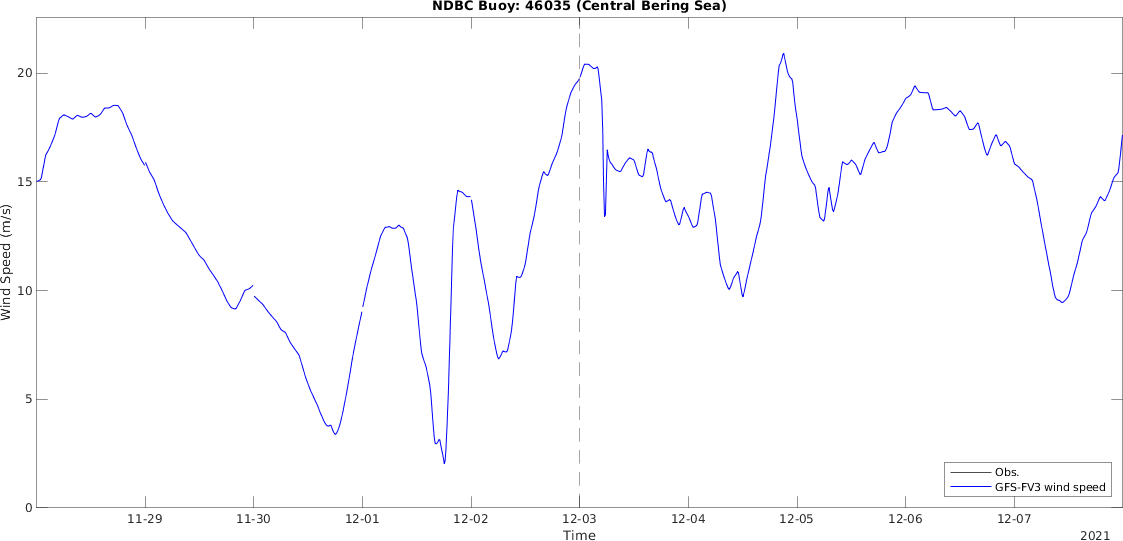 NDBC Buoy: 46035 (Central Bering Sea)
20
15
10
5
0
Wind Speed (m/s)
11-29 11-30 12-01 12-02 12-03 12-04 12-05 12-06 12-07
Time
2021
Obs.
GFS-FV3 wind speed